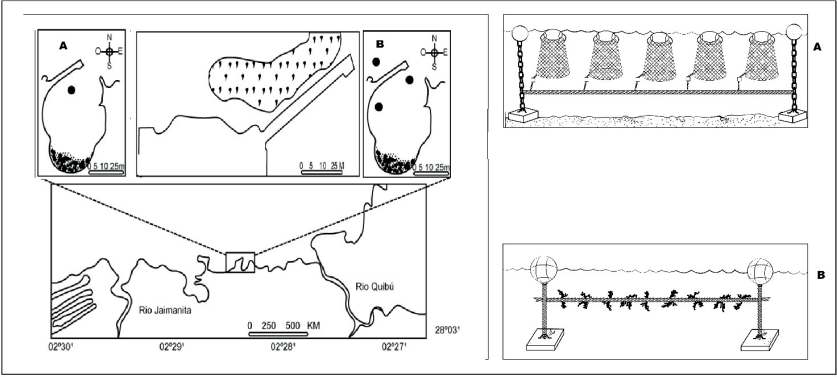 A
N
O E
S
0 5 10 25m
0 5 10 25 M
B
N
O E
S
0 5 10 25m
Rio Jaimanita
Rio Quibú
0 250 500 KM
28º03'
02º30'
02º29'
02º28'
02º27'
A
B